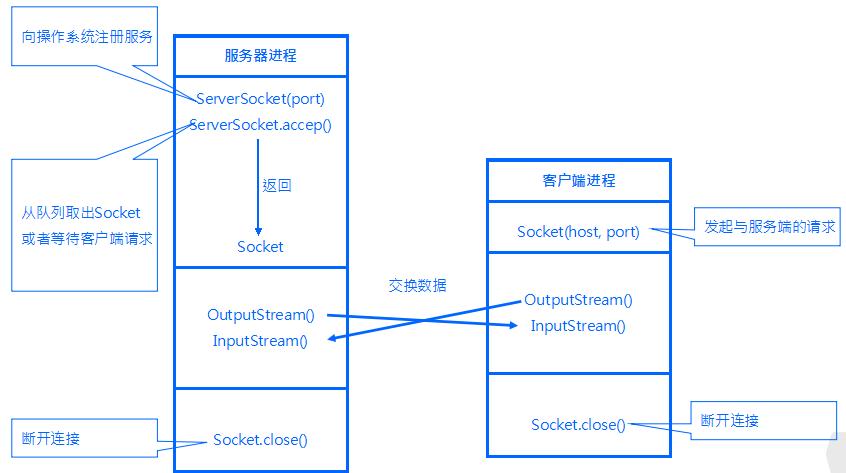 向操作系统注册服务
服务器进程
ServerSocket(port)
ServerSocket.accep()
从队列取出Socket
或者等待客户端请求
返回
Socket
客户端进程
Socket(host, port)
发起与服务端的请求
交换数据
OutputStream()
InputStream()
OutputStream()
InputStream()
断开连接
Socket.close()
Socket.close()
断开连接